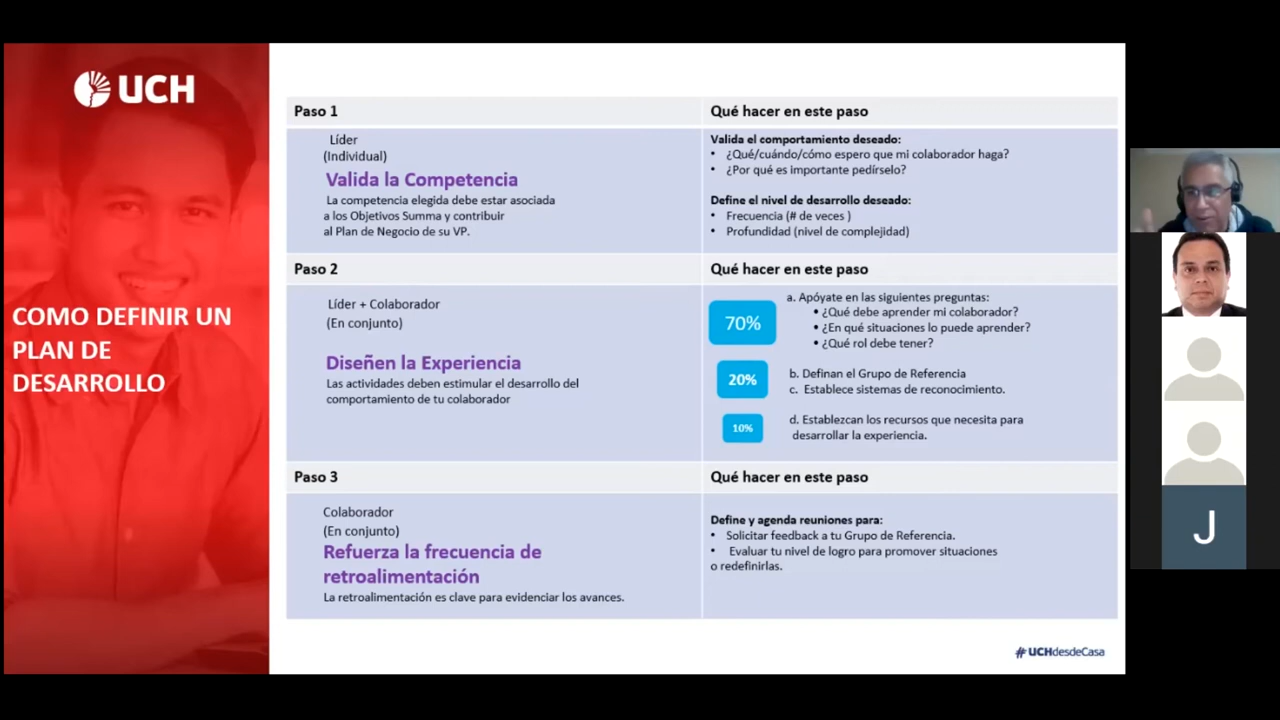 UCH
COMO DEFINIR UN
PLAN DE
DESARROLLO
Paso 1
Qué hacer en este paso
Líder
(Individual)
Valida la Competencia
La competencia elegida debe estar asociada
a los Objetivos Summa y contribuir
al Plan de Negocio de su VP.
Valida el comportamiento deseado:
• ¿Qué/cuándo/cómo espero que mi colaborador haga?
• ¿Por qué es importante pedírselo?
Define el nivel de desarrollo deseado:
• Frecuencia (# de veces )
• Profundidad (nivel de complejidad)
Paso 2
Qué hacer en este paso
Líder + Colaborador
(En conjunto)
Diseñen la Experiencia
Las actividades deben estimular el desarrollo del
comportamiento de tu colaborador
70%
a. Apóyate en las siguientes preguntas:
• ¿Qué debe aprender mi colaborador?
• ¿En qué situaciones lo puede aprender?
• ¿Qué rol debe tener?
20%
b. Definan el Grupo de Referencia
c. Establece sistemas de reconocimiento.
10%
d. Establezcan los recursos que necesita para
desarrollar la experiencia.
Paso 3
Qué hacer en este paso
Colaborador
(En conjunto)
Refuerza la frecuencia de
retroalimentación
La retroalimentación es clave para evidenciar los avances.
Define y agenda reuniones para:
• Solicitar feedback a tu Grupo de Referencia.
• Evaluar tu nivel de logro para promover situaciones
o redefinirlas.
#UCHdesdeCasa
J